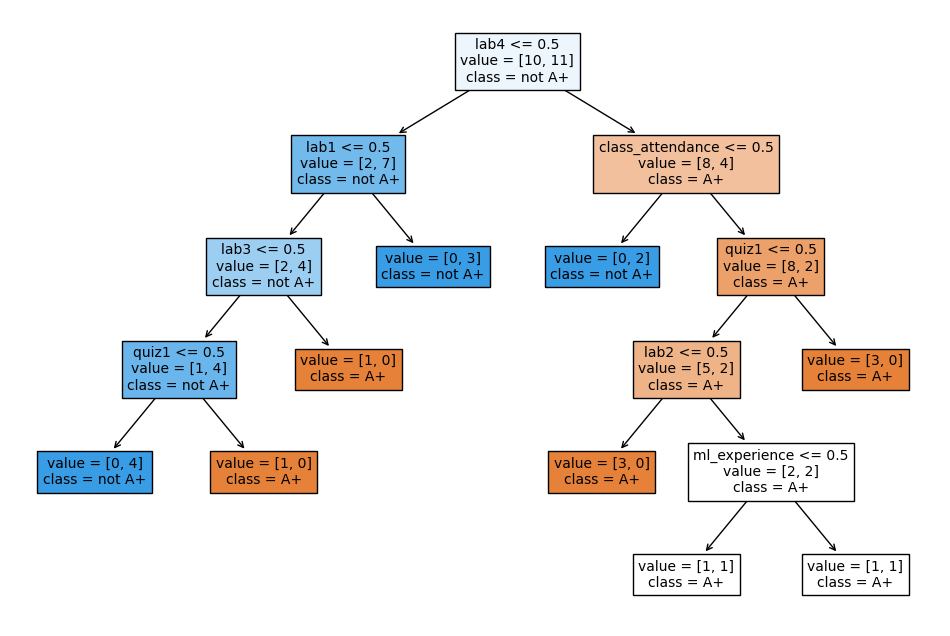 lab4 <= 0.5
value = [10, 11]
class = not A+
lab1 <= 0.5
value = [2, 7]
class = not A+
class_attendance <= 0.5
value = [8, 4]
class = A+
lab3 <= 0.5
value = [2, 4]
class = not A+
value = [0, 3]
class = not A+
value = [0, 2]
class = not A+
quiz1 <= 0.5
value = [8, 2]
class = A+
quiz1 <= 0.5
value = [1, 4]
class = not A+
value = [1, 0]
class = A+
lab2 <= 0.5
value = [5, 2]
class = A+
value = [3, 0]
class = A+
value = [0, 4]
class = not A+
value = [1, 0]
class = A+
value = [3, 0]
class = A+
ml_experience <= 0.5
value = [2, 2]
class = A+
value = [1, 1]
class = A+
value = [1, 1]
class = A+